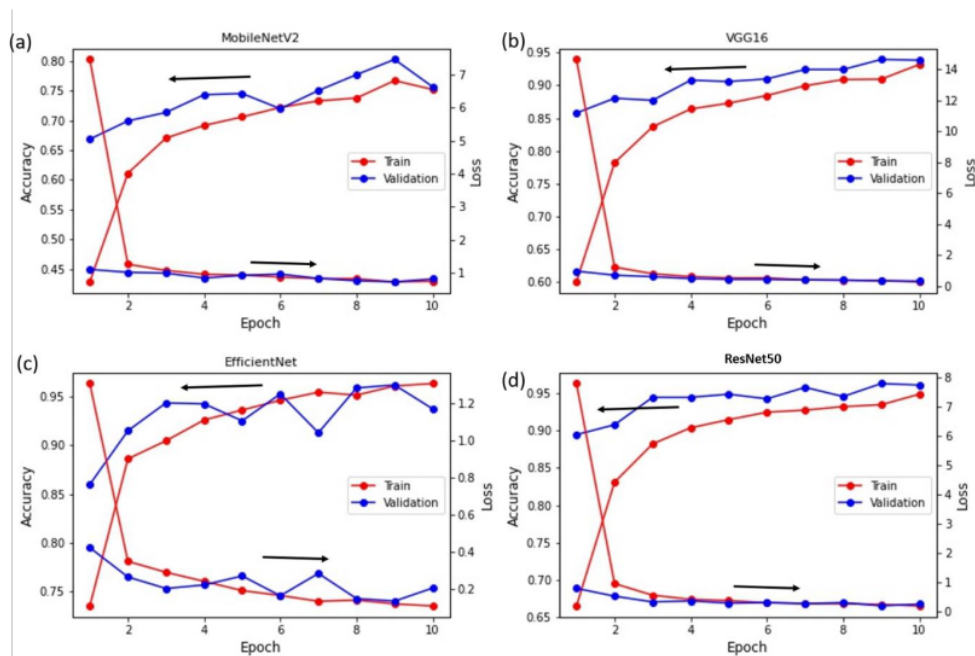 (a)
MobileNetV2
0.80
0.75
0.70
0.65
0.60
0.55
0.50
0.45
Accuracy
7
6
5
4
3
2
1
Loss
Train
Validation
2 4 6 8 10
Epoch
(b)
VGG16
0.95
0.90
0.85
0.80
0.75
0.70
0.65
0.60
Accuracy
14
12
10
8
6
4
2
0
Loss
Train
Validation
2 4 6 8 10
Epoch
(c)
EfficientNet
0.95
0.90
0.85
0.80
0.75
Accuracy
1.2
1.0
0.8
0.6
0.4
0.2
Loss
Train
Validation
2 4 6 8 10
Epoch
(d)
ResNet50
0.95
0.90
0.85
0.80
0.75
0.70
0.65
Accuracy
8
7
6
5
4
3
2
1
0
Loss
Train
Validation
2 4 6 8 10
Epoch